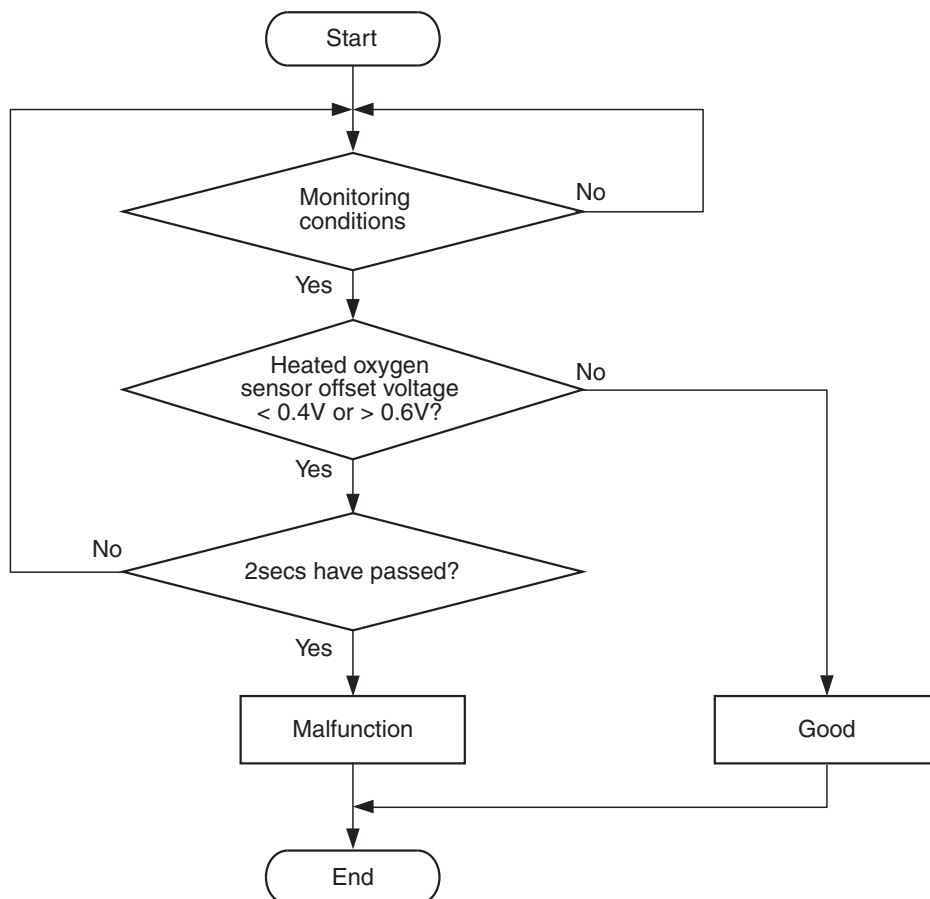 Start
Monitoring
conditions
No
Yes
Heated oxygen
sensor offset voltage
< 0.4V or > 0.6V?
No
Yes
No
2secs have passed?
Yes
Malfunction
Good
End